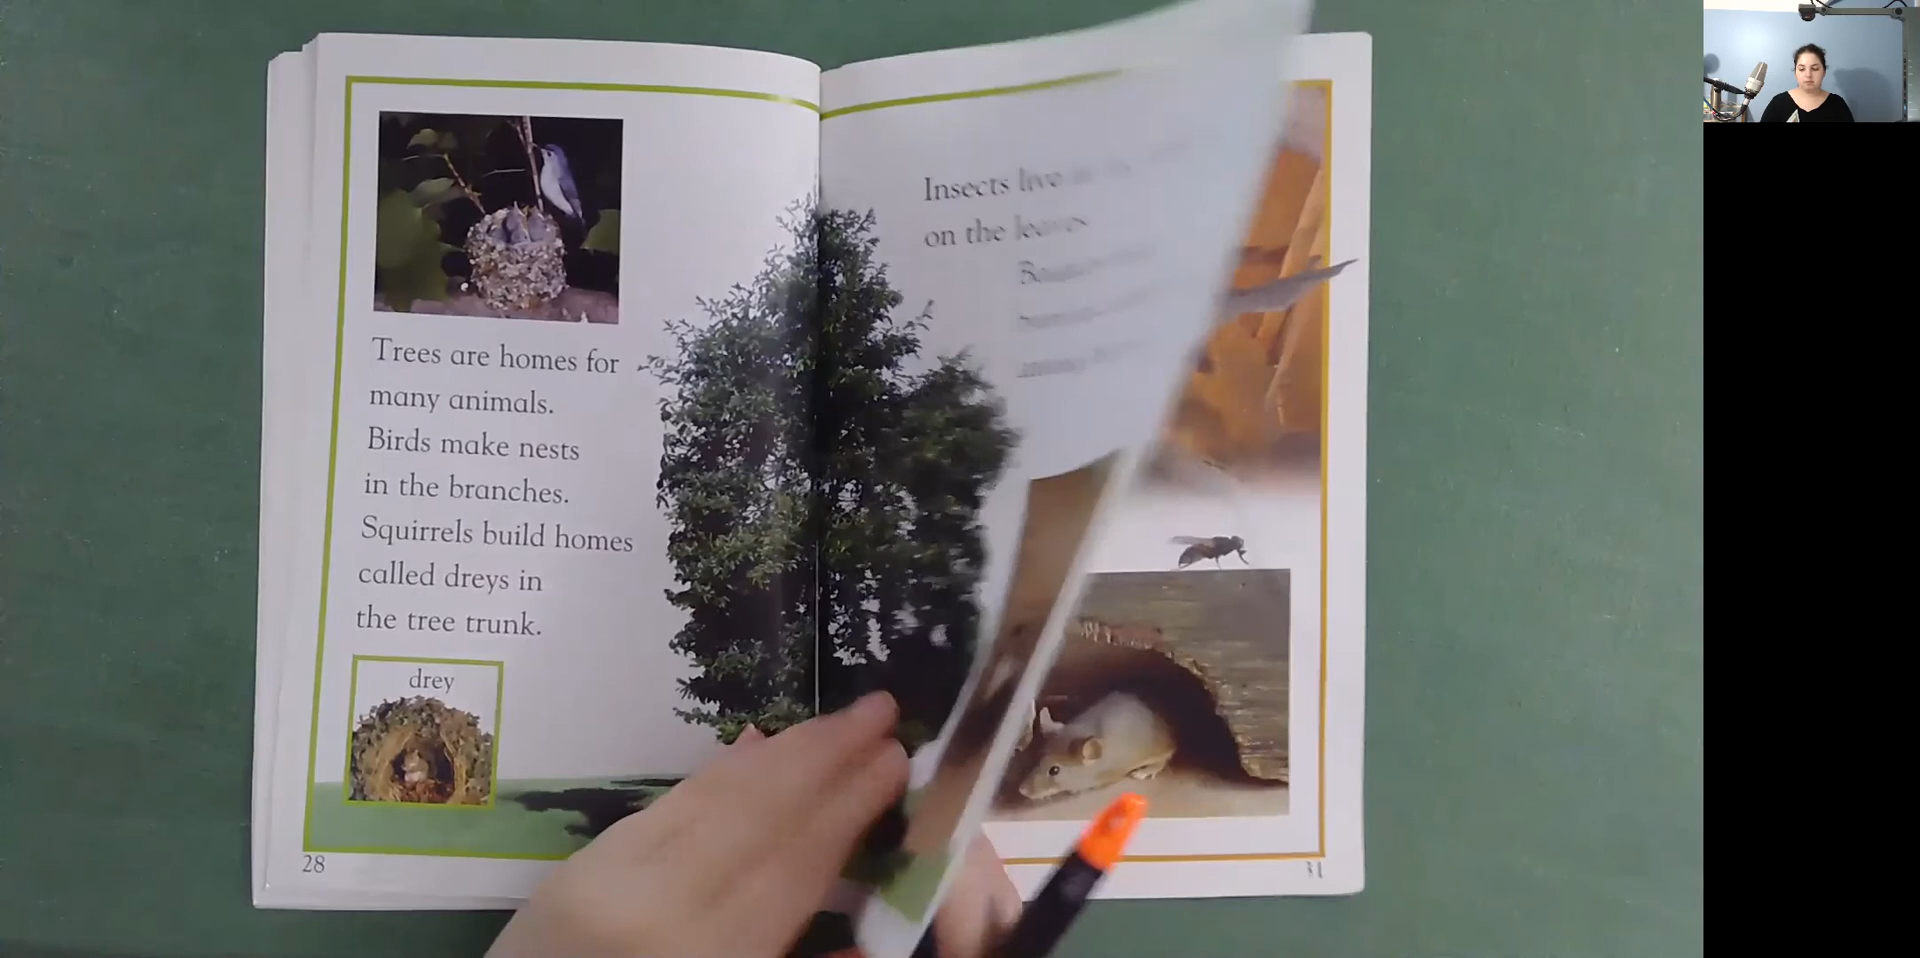 Trees are homes for
many animals.
Birds make nests
in the branches.
Squirrels build homes
called dreys in
the tree trunk.
drey
28
Insects live
on the leaves
31